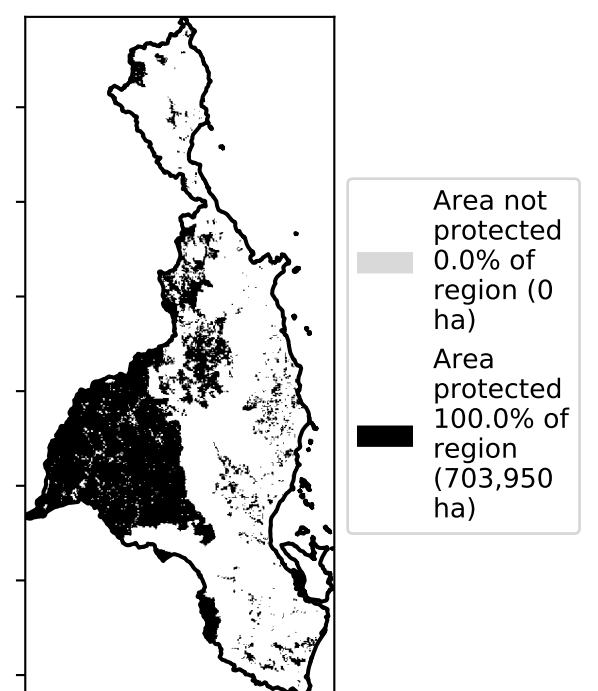 Area not
protected
0.0% of
region (0
ha)
Area
protected
100.0% of
region
(703,950
ha)